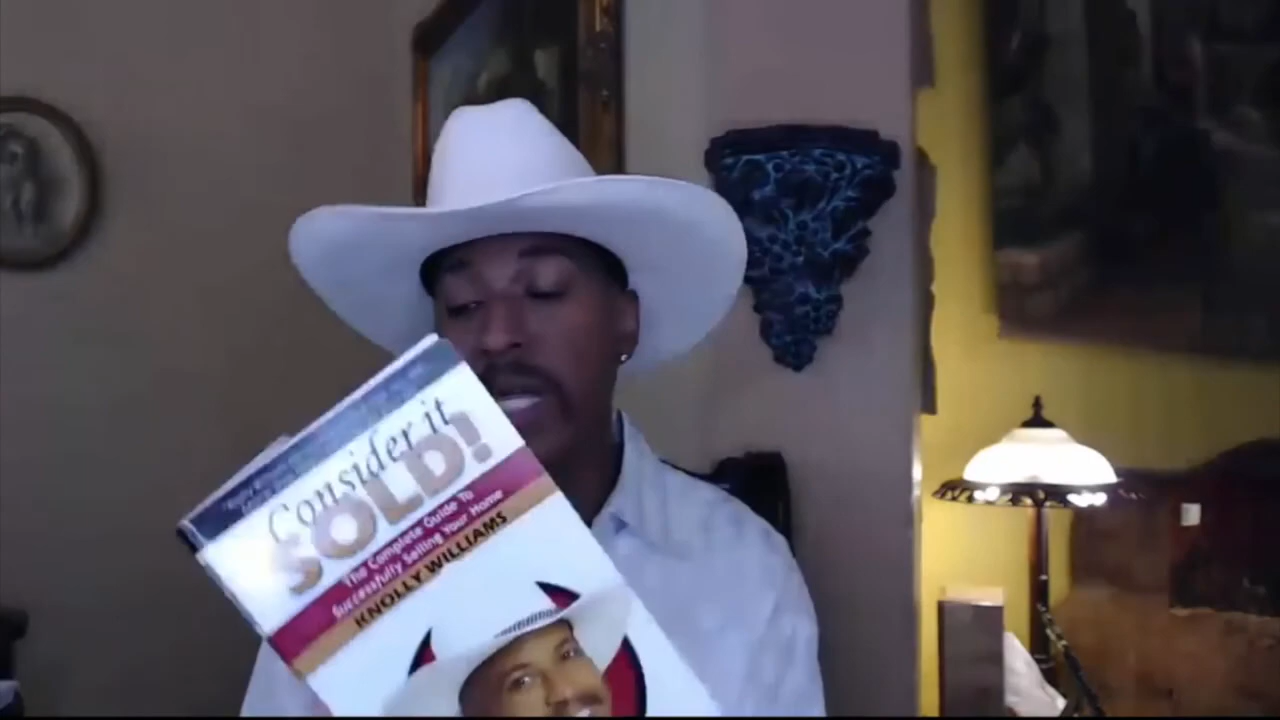 Consider it
SOLD!
The Complete Guide To
Successfully Selling Your Home
KNOLLY WILLIAMS